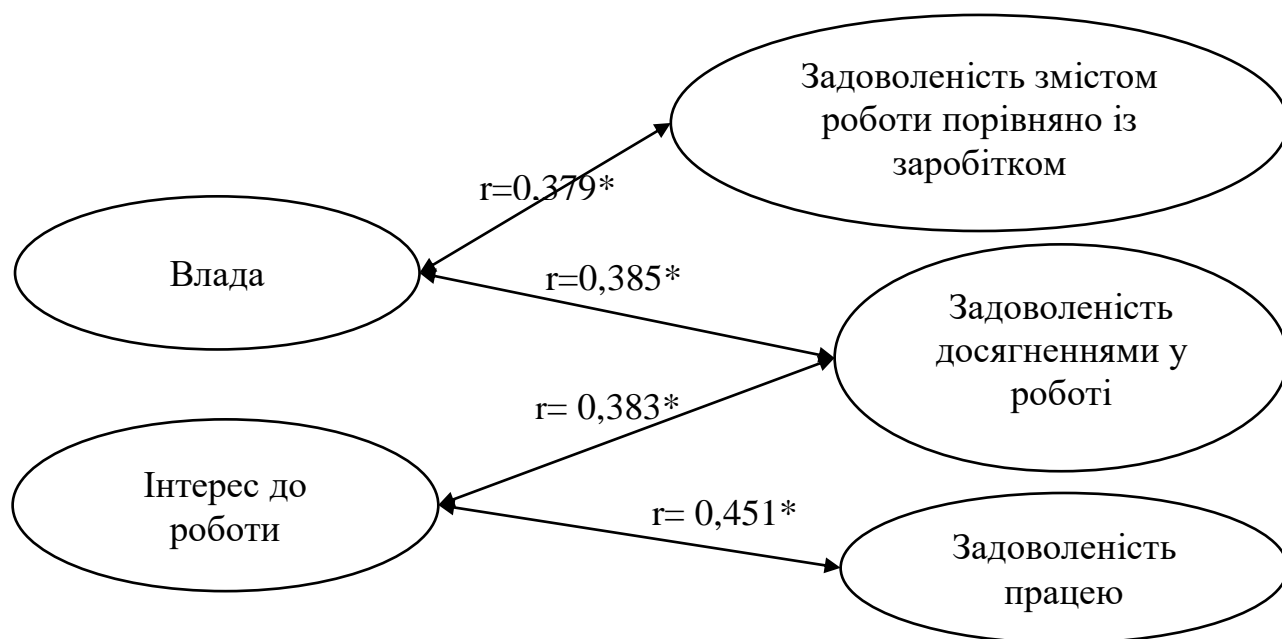 Задоволеність змістом
роботи порівняно із
заробітком
r=0,379*
Влада
r=0,385*
Задоволеність
досягненнями у
роботі
r= 0,383*
Інтерес до
роботи
r= 0,451*
Задоволеність
працею